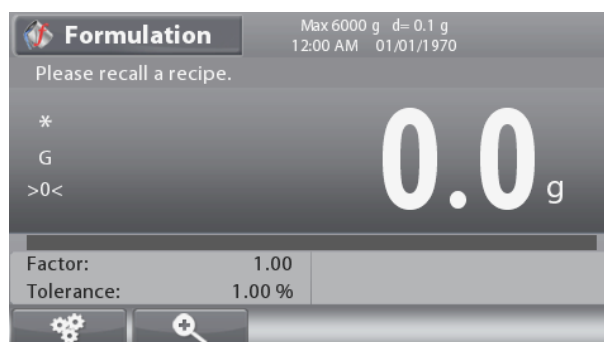 Formulation
Max 6000 g d= 0.1 g
12:00 AM 01/01/1970
Please recall a recipe.
*
G
>0<
0.0 g
Factor: 1.00
Tolerance: 1.00 %